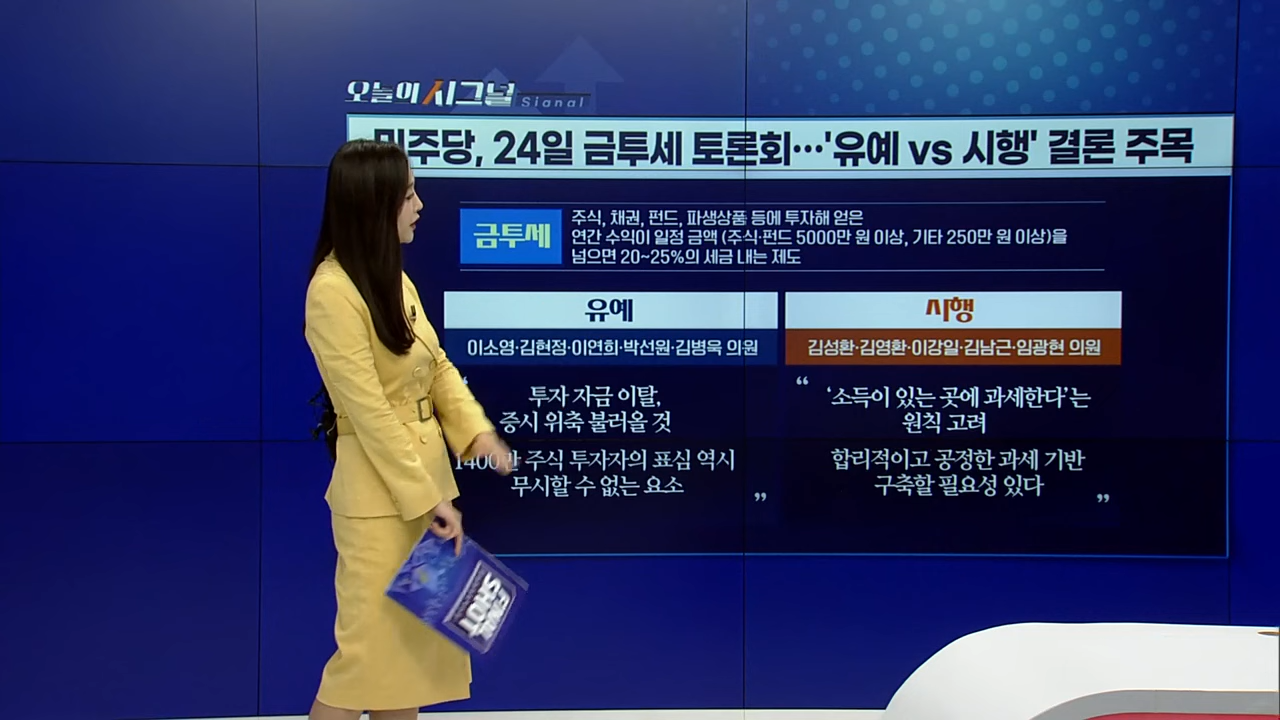 오늘의 시그널
Signal
민주당, 24일 금투세 토론회…'유예 vs 시행' 결론 주목
금투세
주식, 채권, 펀드, 파생상품 등에 투자해 얻은
연간 수익이 일정 금액 (주식·펀드 5000만 원 이상, 기타 250만 원 이상)을
넘으면 20~25%의 세금 내는 제도
유예
이소영·김현정·이연희·박선원·김병욱 의원
투자 자금 이탈,
증시 위축 불러올 것
1400만 주식 투자자의 표심 역시
무시할 수 없는 요소 ”
시행
김성환·김영환·이강일·김남근·임광현 의원
“ ‘소득이 있는 곳에 과세한다’는
원칙 고려
합리적이고 공정한 과세 기반
구축할 필요성 있다 ”
SHOT